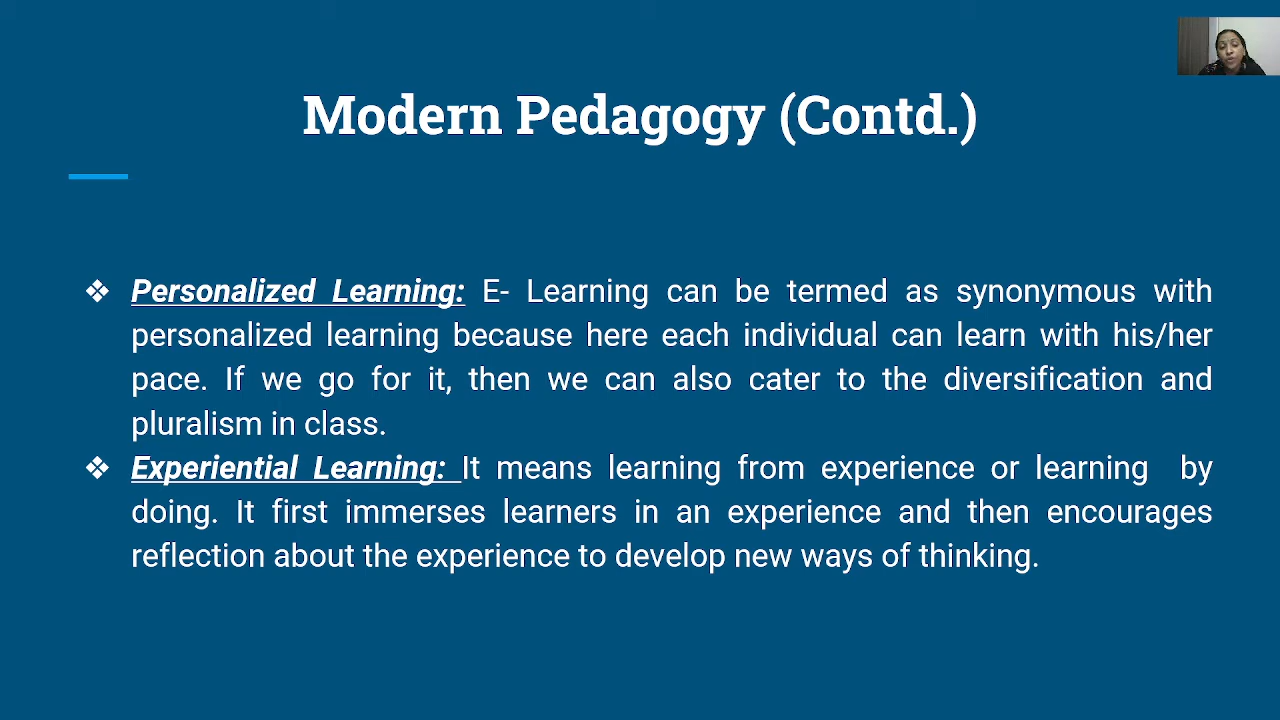 Modern Pedagogy (Contd.)
❖ Personalized Learning: E- Learning can be termed as synonymous with
personalized learning because here each individual can learn with his/her
pace. If we go for it, then we can also cater to the diversification and
pluralism in class.
❖ Experiential Learning: It means learning from experience or learning by
doing. It first immerses learners in an experience and then encourages
reflection about the experience to develop new ways of thinking.